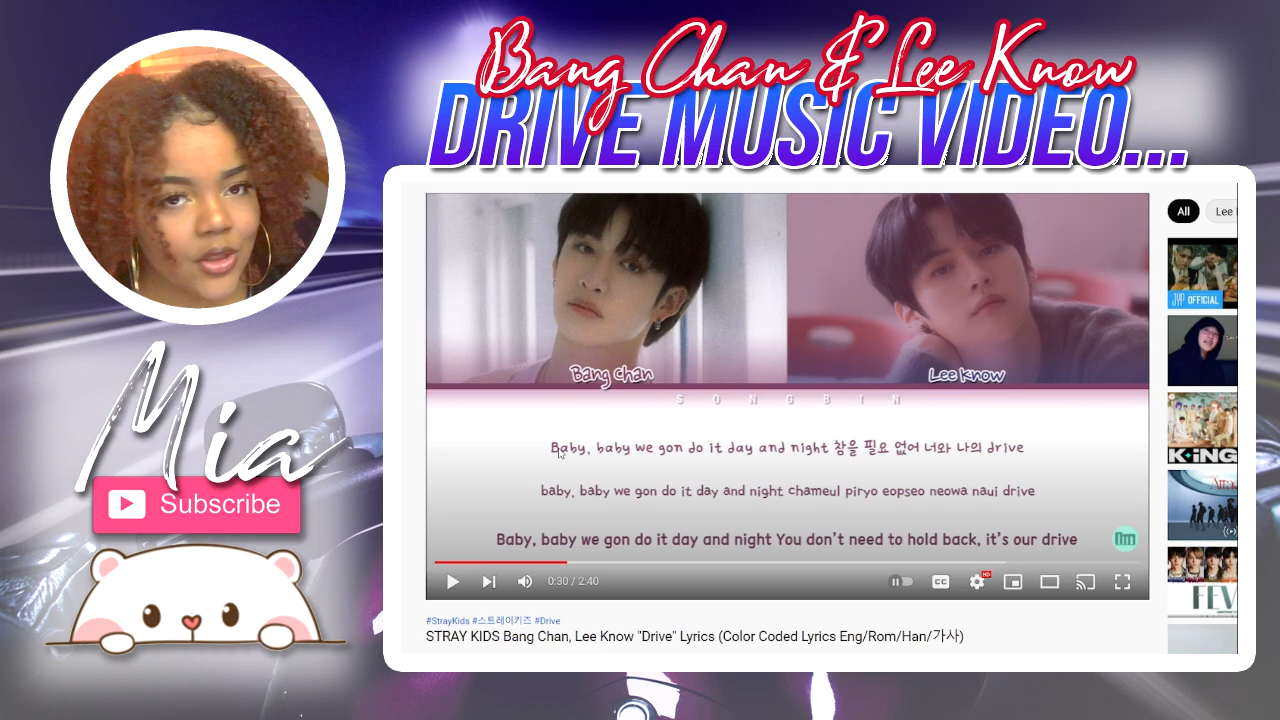 Bang Chan & Lee Know
DRIVE MUSIC VIDEO...
All
Lee
JYP OFFICIAL
Bang Chan
Lee Know
SONGBIN
Baby, baby we gon do it day and night 참을 필요 없어 너와 나의 drive
baby, baby we gon do it day and night chameul piryo eopseo neowa naui drive
Baby, baby we gon do it day and night You don't need to hold back, it's our drive
0:30 / 2:40
CC
HD
K-iNG
FEV
#StrayKids #스트레이키즈 #Drive
STRAY KIDS Bang Chan, Lee Know "Drive" Lyrics (Color Coded Lyrics Eng/Rom/Han/가사)
Mia
Subscribe